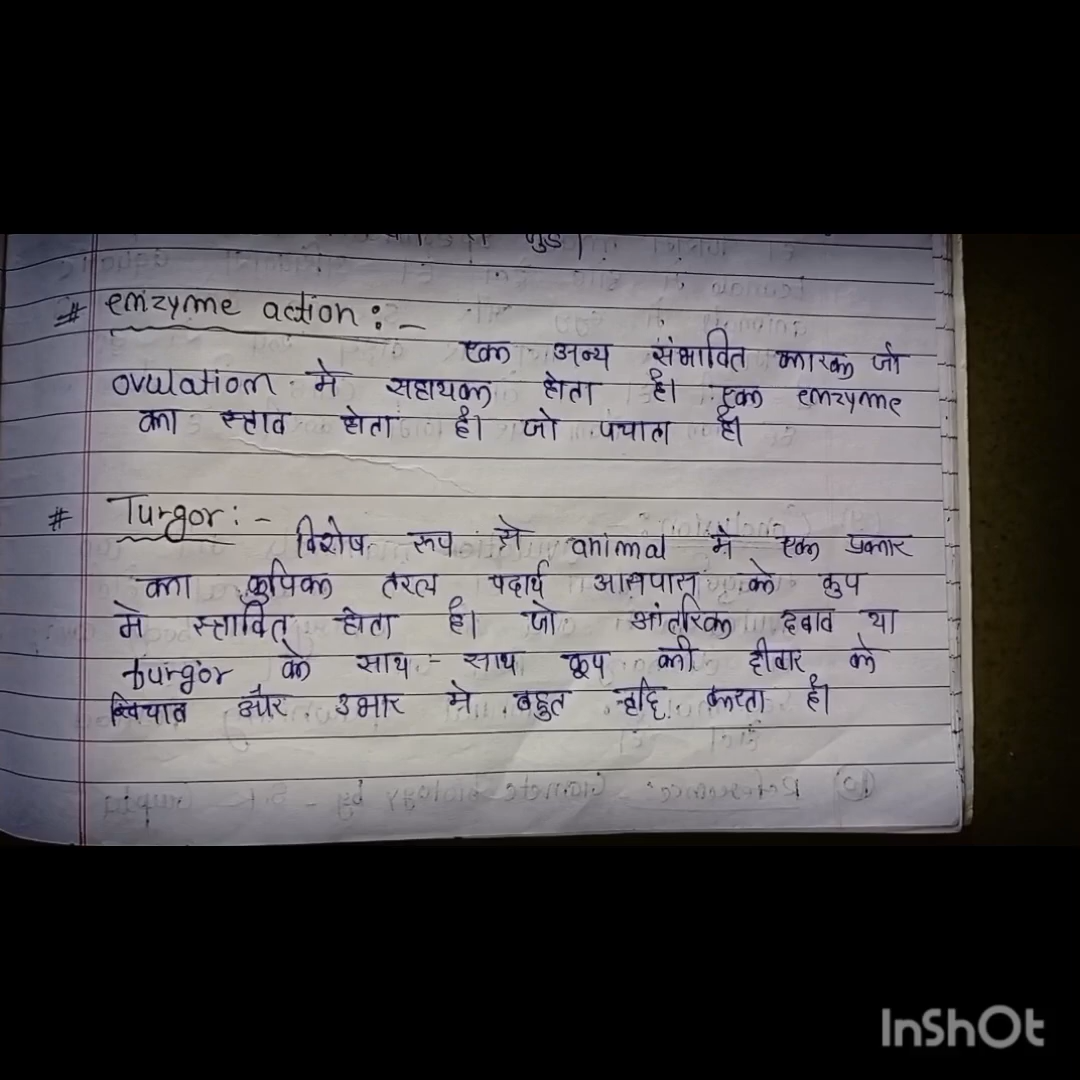 # enzyme action : -
एक अन्य संभावित कारक जो
ovulation में सहायक होता है। एक enzyme
का स्त्राव होता है। जो पचाता है।
# Turgor : -
विशेष रूप से animal में एक प्रकार
का कुपिक तरल पदार्थ आसपास के कुप
में स्त्रावित होता है। जो आंतरिक दबाव या
turgor के साथ - साथ कूप की दीवार के
खिचाव और उभार में बहुत वृद्धि करता है।
InShOt